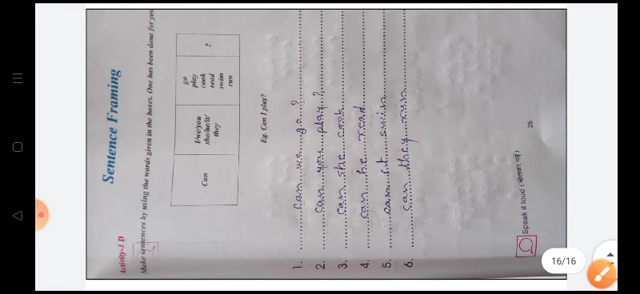 Activity-3 D
Sentence Framing
Make sentences by using the words given in the boxes. One has been done for you
Can
I/we/you
she/he/it/
they
go
play
cook
read
swim
run
?
Eg. Can I play?
1. can we go ?
2. can you play ?
3. can she cook
4. can he read
5. can it swim
6. can they run
Speak it loud (बोलकर पढ़ें)
26
16/16